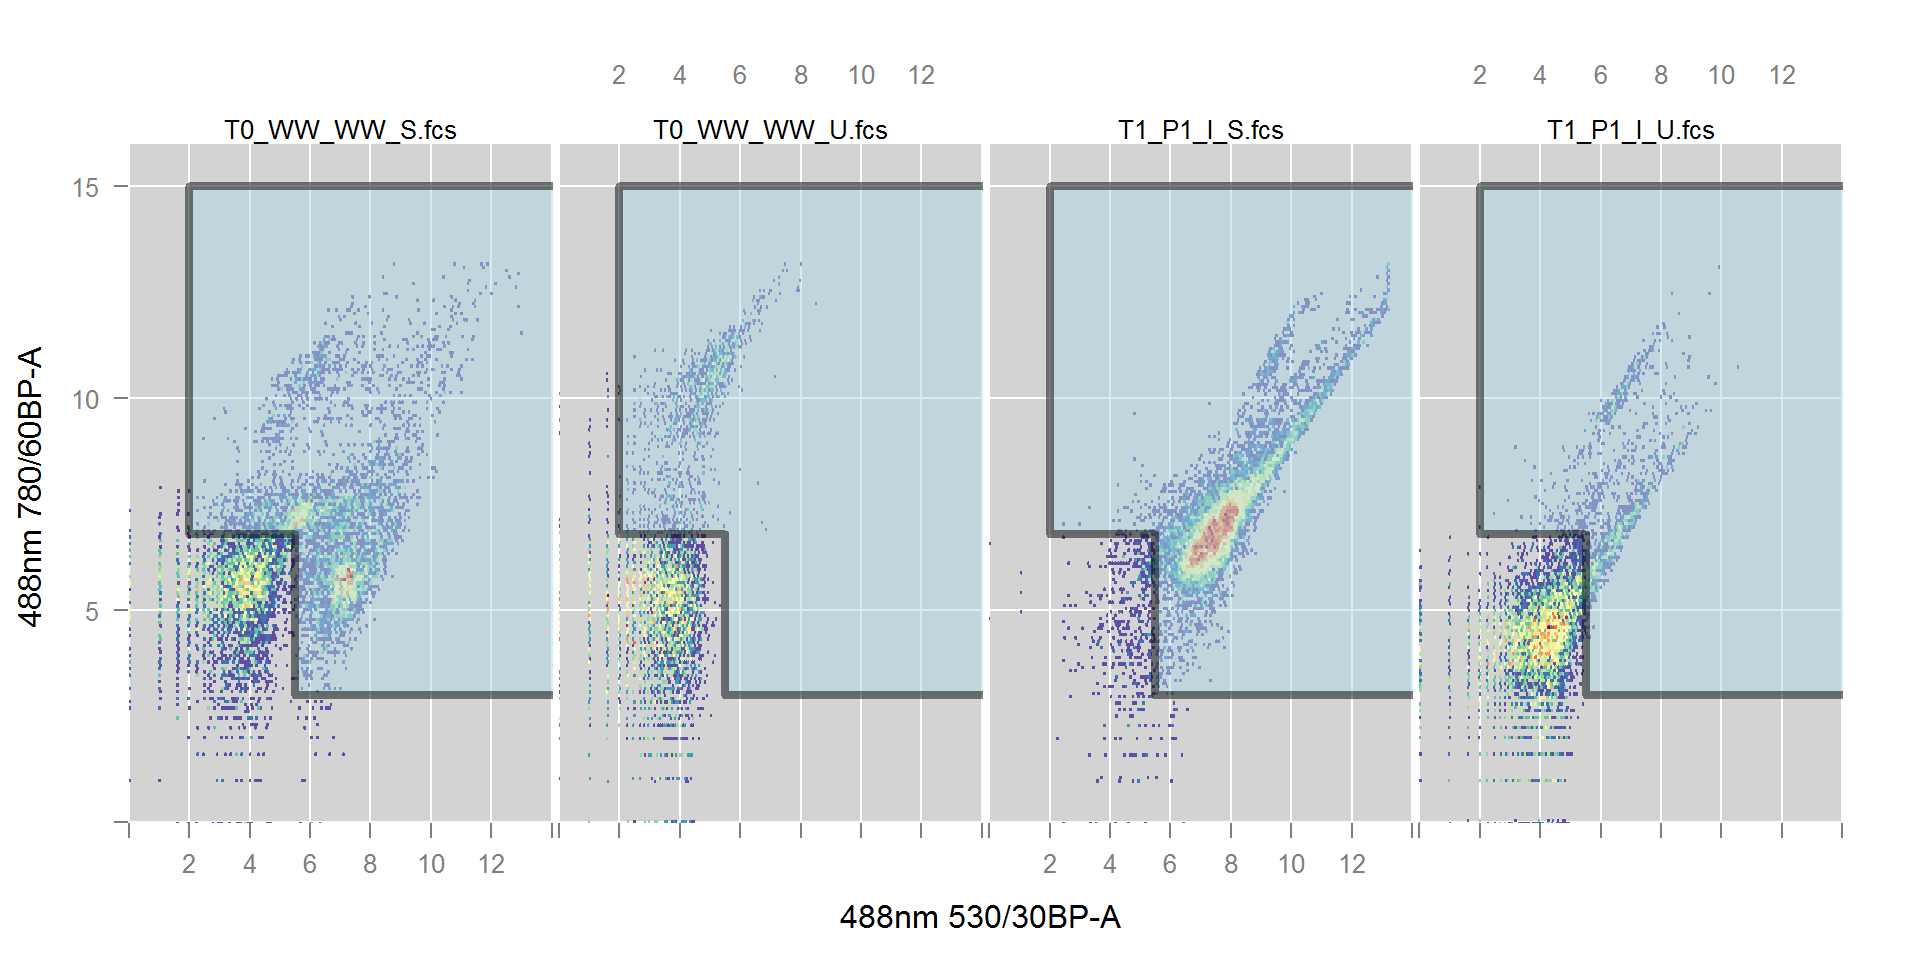 2 4 6 8 10 12 2 4 6 8 10 12
T0_WW_WW_S.fcs T0_WW_WW_U.fcs T1_P1_I_S.fcs T1_P1_I_U.fcs
15
10
5
488nm 780/60BP-A
2 4 6 8 10 12 2 4 6 8 10 12
488nm 530/30BP-A